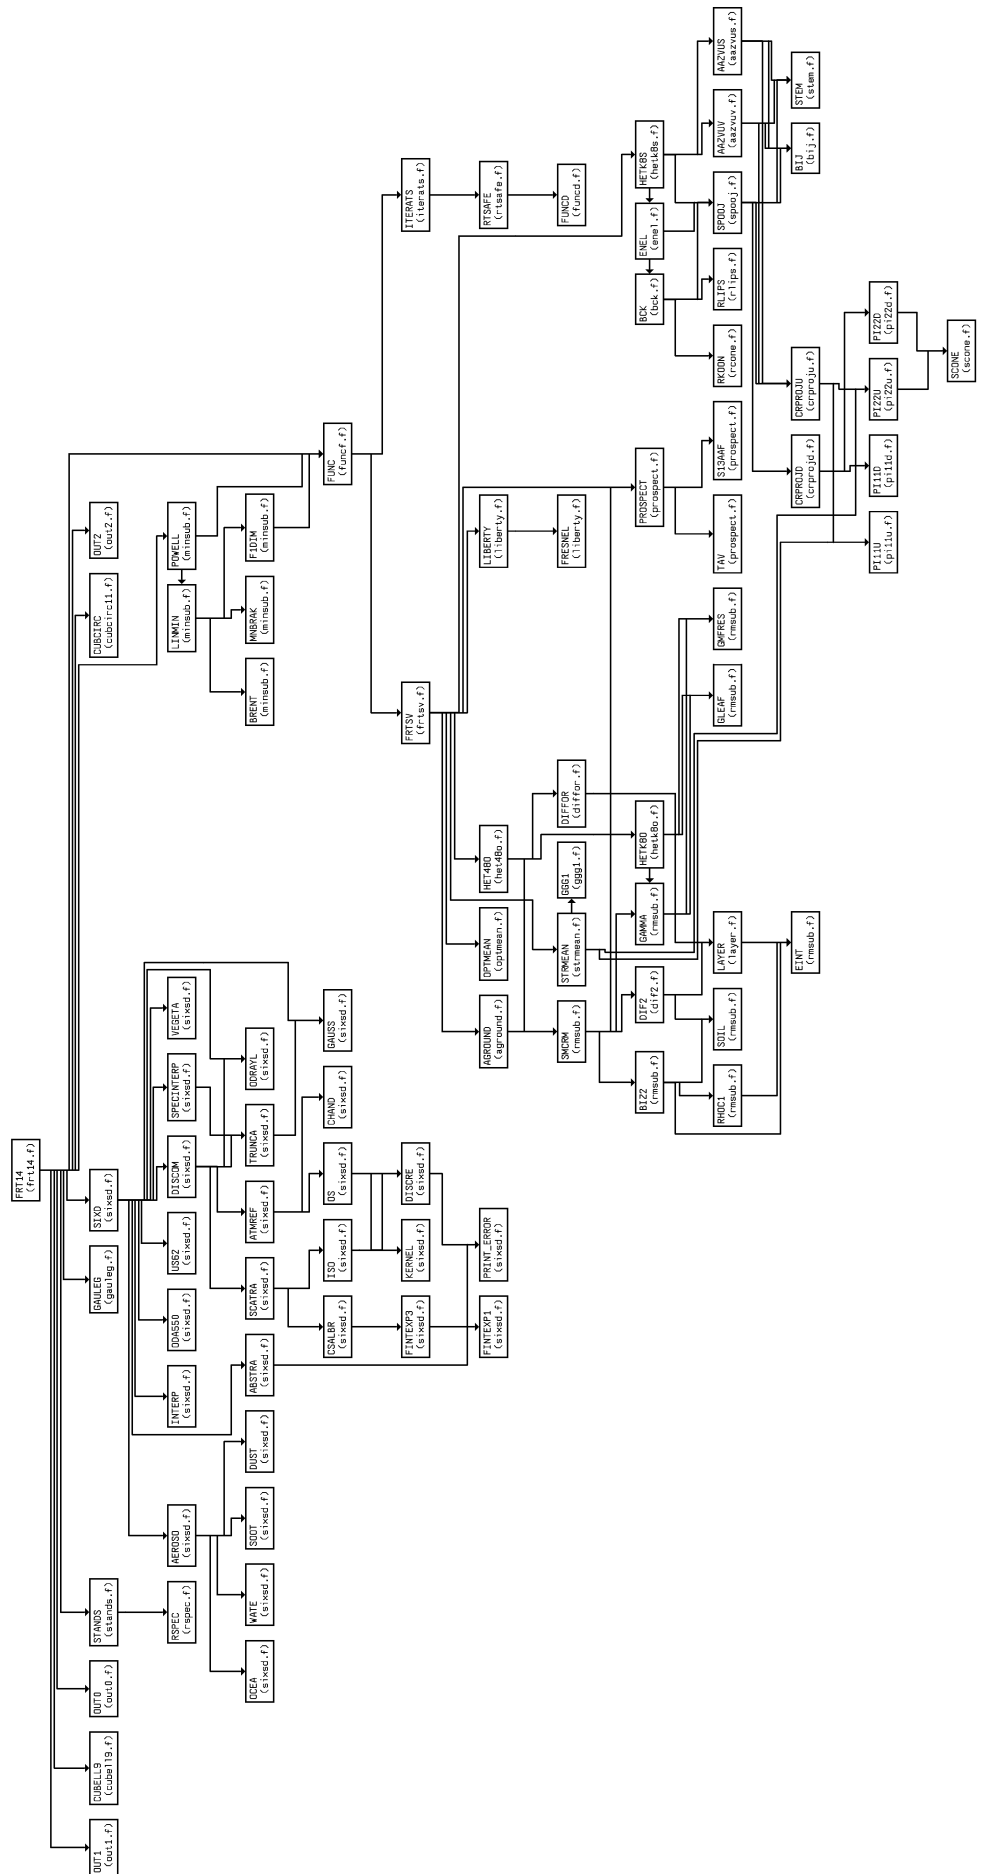 FRT14
(frt14.f)
OUT1
(out1.f)
CUBELL9
(cubell9.f)
OUT0
(out0.f)
STANDS
(stands.f)
GAULEG
(gauleg.f)
SIXD
(sixsd.f)
CUBCIRC
(cubcirc11.f)
OUT2
(out2.f)
RSPEC
(rspec.f)
AEROSO
(sixsd.f)
INTERP
(sixsd.f)
ODA550
(sixsd.f)
US62
(sixsd.f)
DISCOM
(sixsd.f)
SPECINTERP
(sixsd.f)
VEGETA
(sixsd.f)
LINMIN
(minsub.f)
POWELL
(minsub.f)
OCEA
(sixsd.f)
WATE
(sixsd.f)
SOOT
(sixsd.f)
DUST
(sixsd.f)
ABSTRA
(sixsd.f)
SCATRA
(sixsd.f)
ATMREF
(sixsd.f)
TRUNCA
(sixsd.f)
ODRAYL
(sixsd.f)
BRENT
(minsub.f)
MNBRAK
(minsub.f)
F1DIM
(minsub.f)
CSALBR
(sixsd.f)
ISO
(sixsd.f)
OS
(sixsd.f)
CHAND
(sixsd.f)
GAUSS
(sixsd.f)
FUNC
(funcf.f)
FINTEXP3
(sixsd.f)
KERNEL
(sixsd.f)
DISCRE
(sixsd.f)
FRTSV
(frtsv.f)
ITERATS
(iterats.f)
FINTEXP1
(sixsd.f)
PRINT_ERROR
(sixsd.f)
AGROUND
(aground.f)
OPTMEAN
(optmean.f)
HET48O
(het48o.f)
LIBERTY
(liberty.f)
RTSAFE
(rtsafe.f)
SMCRM
(rmsub.f)
STRMEAN
(strmean.f)
GGG1
(ggg1.f)
DIFFOR
(diffor.f)
FRESNEL
(liberty.f)
FUNCD
(funcd.f)
BIZ2
(rmsub.f)
DIF2
(dif2.f)
GAMMA
(rmsub.f)
HETK8O
(hetk8o.f)
PROSPECT
(prospect.f)
BCK
(bck.f)
ENEL
(enel.f)
HETK8S
(hetk8s.f)
RHOC1
(rmsub.f)
SOIL
(rmsub.f)
LAYER
(layer.f)
GLEAF
(rmsub.f)
GMFRES
(rmsub.f)
TAV
(prospect.f)
S13AAF
(prospect.f)
RKOON
(rcone.f)
RLIPS
(rlips.f)
SPOOJ
(spooj.f)
AAZVUV
(aazvuv.f)
AAZVUS
(aazvus.f)
EINT
(rmsub.f)
CRPROJD
(crprojd.f)
CRPROJU
(crproju.f)
BIJ
(bij.f)
STEM
(stem.f)
PI11U
(pi11u.f)
PI11D
(pi11d.f)
PI22U
(pi22u.f)
PI22D
(pi22d.f)
SCONE
(scone.f)